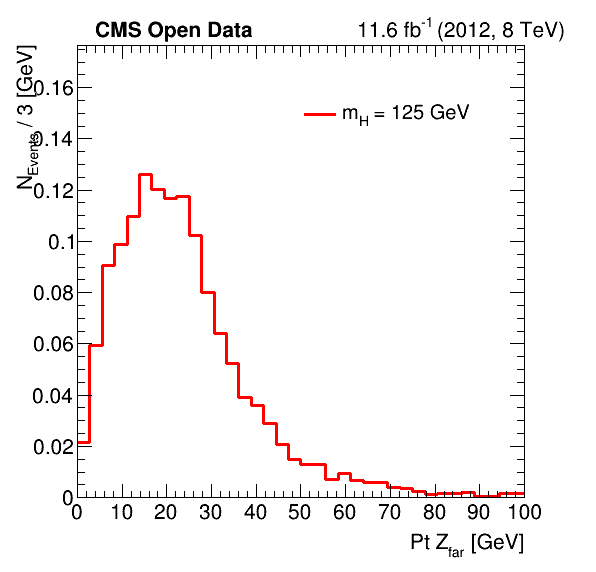 CMS Open Data
11.6 fb-1 (2012, 8 TeV)
NEvents / 3 [GeV]
mH = 125 GeV
0.16
0.14
0.12
0.1
0.08
0.06
0.04
0.02
0
0 10 20 30 40 50 60 70 80 90 100
Pt Zfar [GeV]